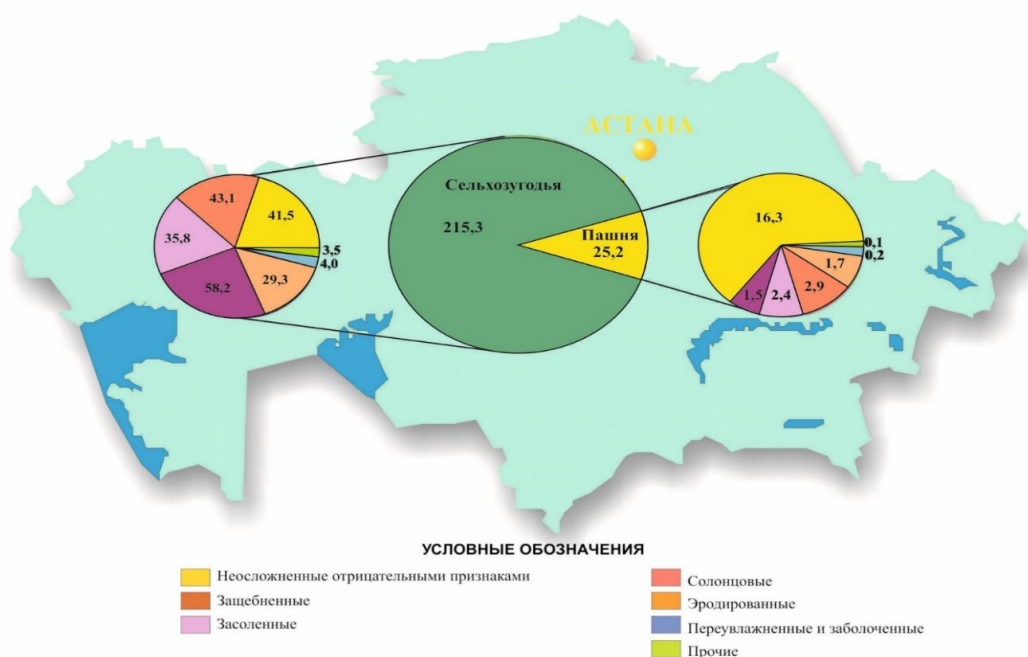 АСТАНА
Сельхозугодья
215,3
Пашня
25,2
43,1
41,5
35,8
3,5
4,0
29,3
58,2
16,3
0,1
0,2
1,7
2,9
2,4
1,5
УСЛОВНЫЕ ОБОЗНАЧЕНИЯ
Неосложненные отрицательными признаками
Защебненные
Засоленные
Солонцовые
Эродированные
Переувлажненные и заболоченные
Прочие